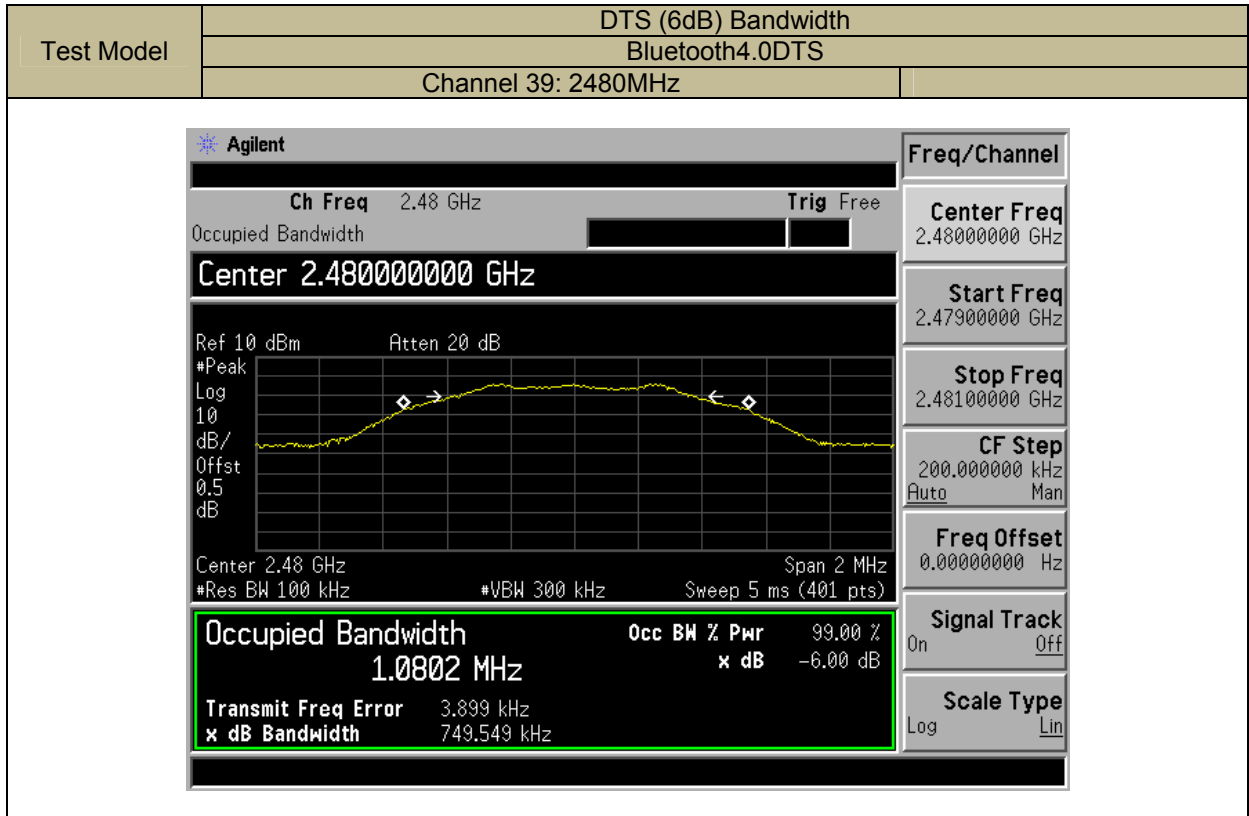 Test Model
DTS (6dB) Bandwidth
Bluetooth4.0DTS
Channel 39: 2480MHz
Agilent
Ch Freq 2.48 GHz Trig Free
Occupied Bandwidth
Center 2.480000000 GHz
Ref 10 dBm Atten 20 dB
#Peak
Log
10
dB/
Offst
0.5
dB
Center 2.48 GHz Span 2 MHz
#Res BW 100 kHz #VBW 300 kHz Sweep 5 ms (401 pts)
Occupied Bandwidth Occ BW % Pwr 99.00 %
1.0802 MHz x dB -6.00 dB
Transmit Freq Error 3.899 kHz
x dB Bandwidth 749.549 kHz
Freq/Channel
Center Freq
2.48000000 GHz
Start Freq
2.47900000 GHz
Stop Freq
2.48100000 GHz
CF Step
200.000000 kHz
Auto Man
Freq Offset
0.00000000 Hz
Signal Track
On Off
Scale Type
Log Lin